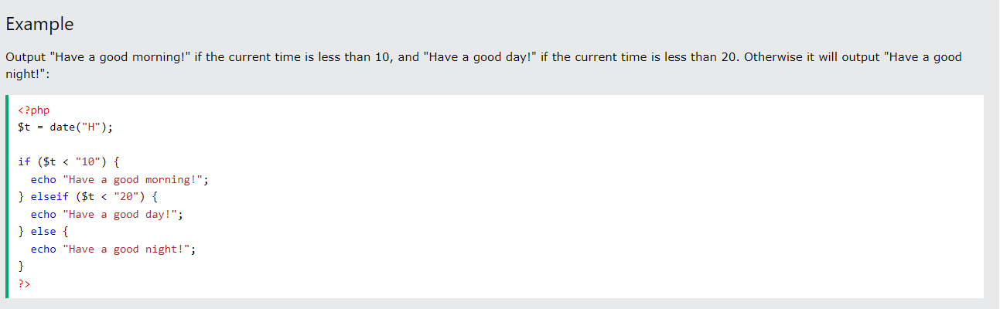 Example
Output "Have a good morning!" if the current time is less than 10, and "Have a good day!" if the current time is less than 20. Otherwise it will output "Have a good
night!":
<?php
$t = date("H");

if ($t < "10") {
  echo "Have a good morning!";
} elseif ($t < "20") {
  echo "Have a good day!";
} else {
  echo "Have a good night!";
}
?>